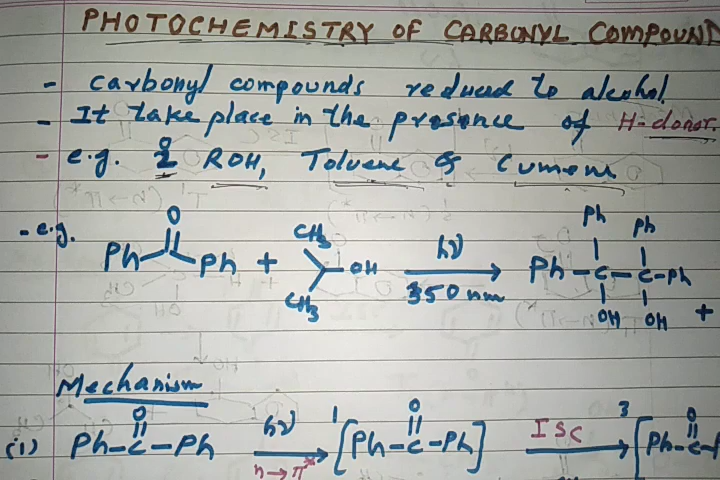 PHOTOCHEMISTRY OF CARBONYL COMPOUND
- Carbonyl compounds reduced to alcohol.
- It take place in the presence of H-donor.
- e.g. 2° ROH, Toluene & Cumene
- e.g. Ph-C(=O)-Ph + CH3 CH3 OH hν 350 nm → Ph-C(Ph)(OH)-C(Ph)(OH)-Ph +
Mechanism
(i) Ph-C(=O)-Ph hν n→π* → 1[Ph-C(=O)-Ph] ISC → 3[Ph-C(=O)-